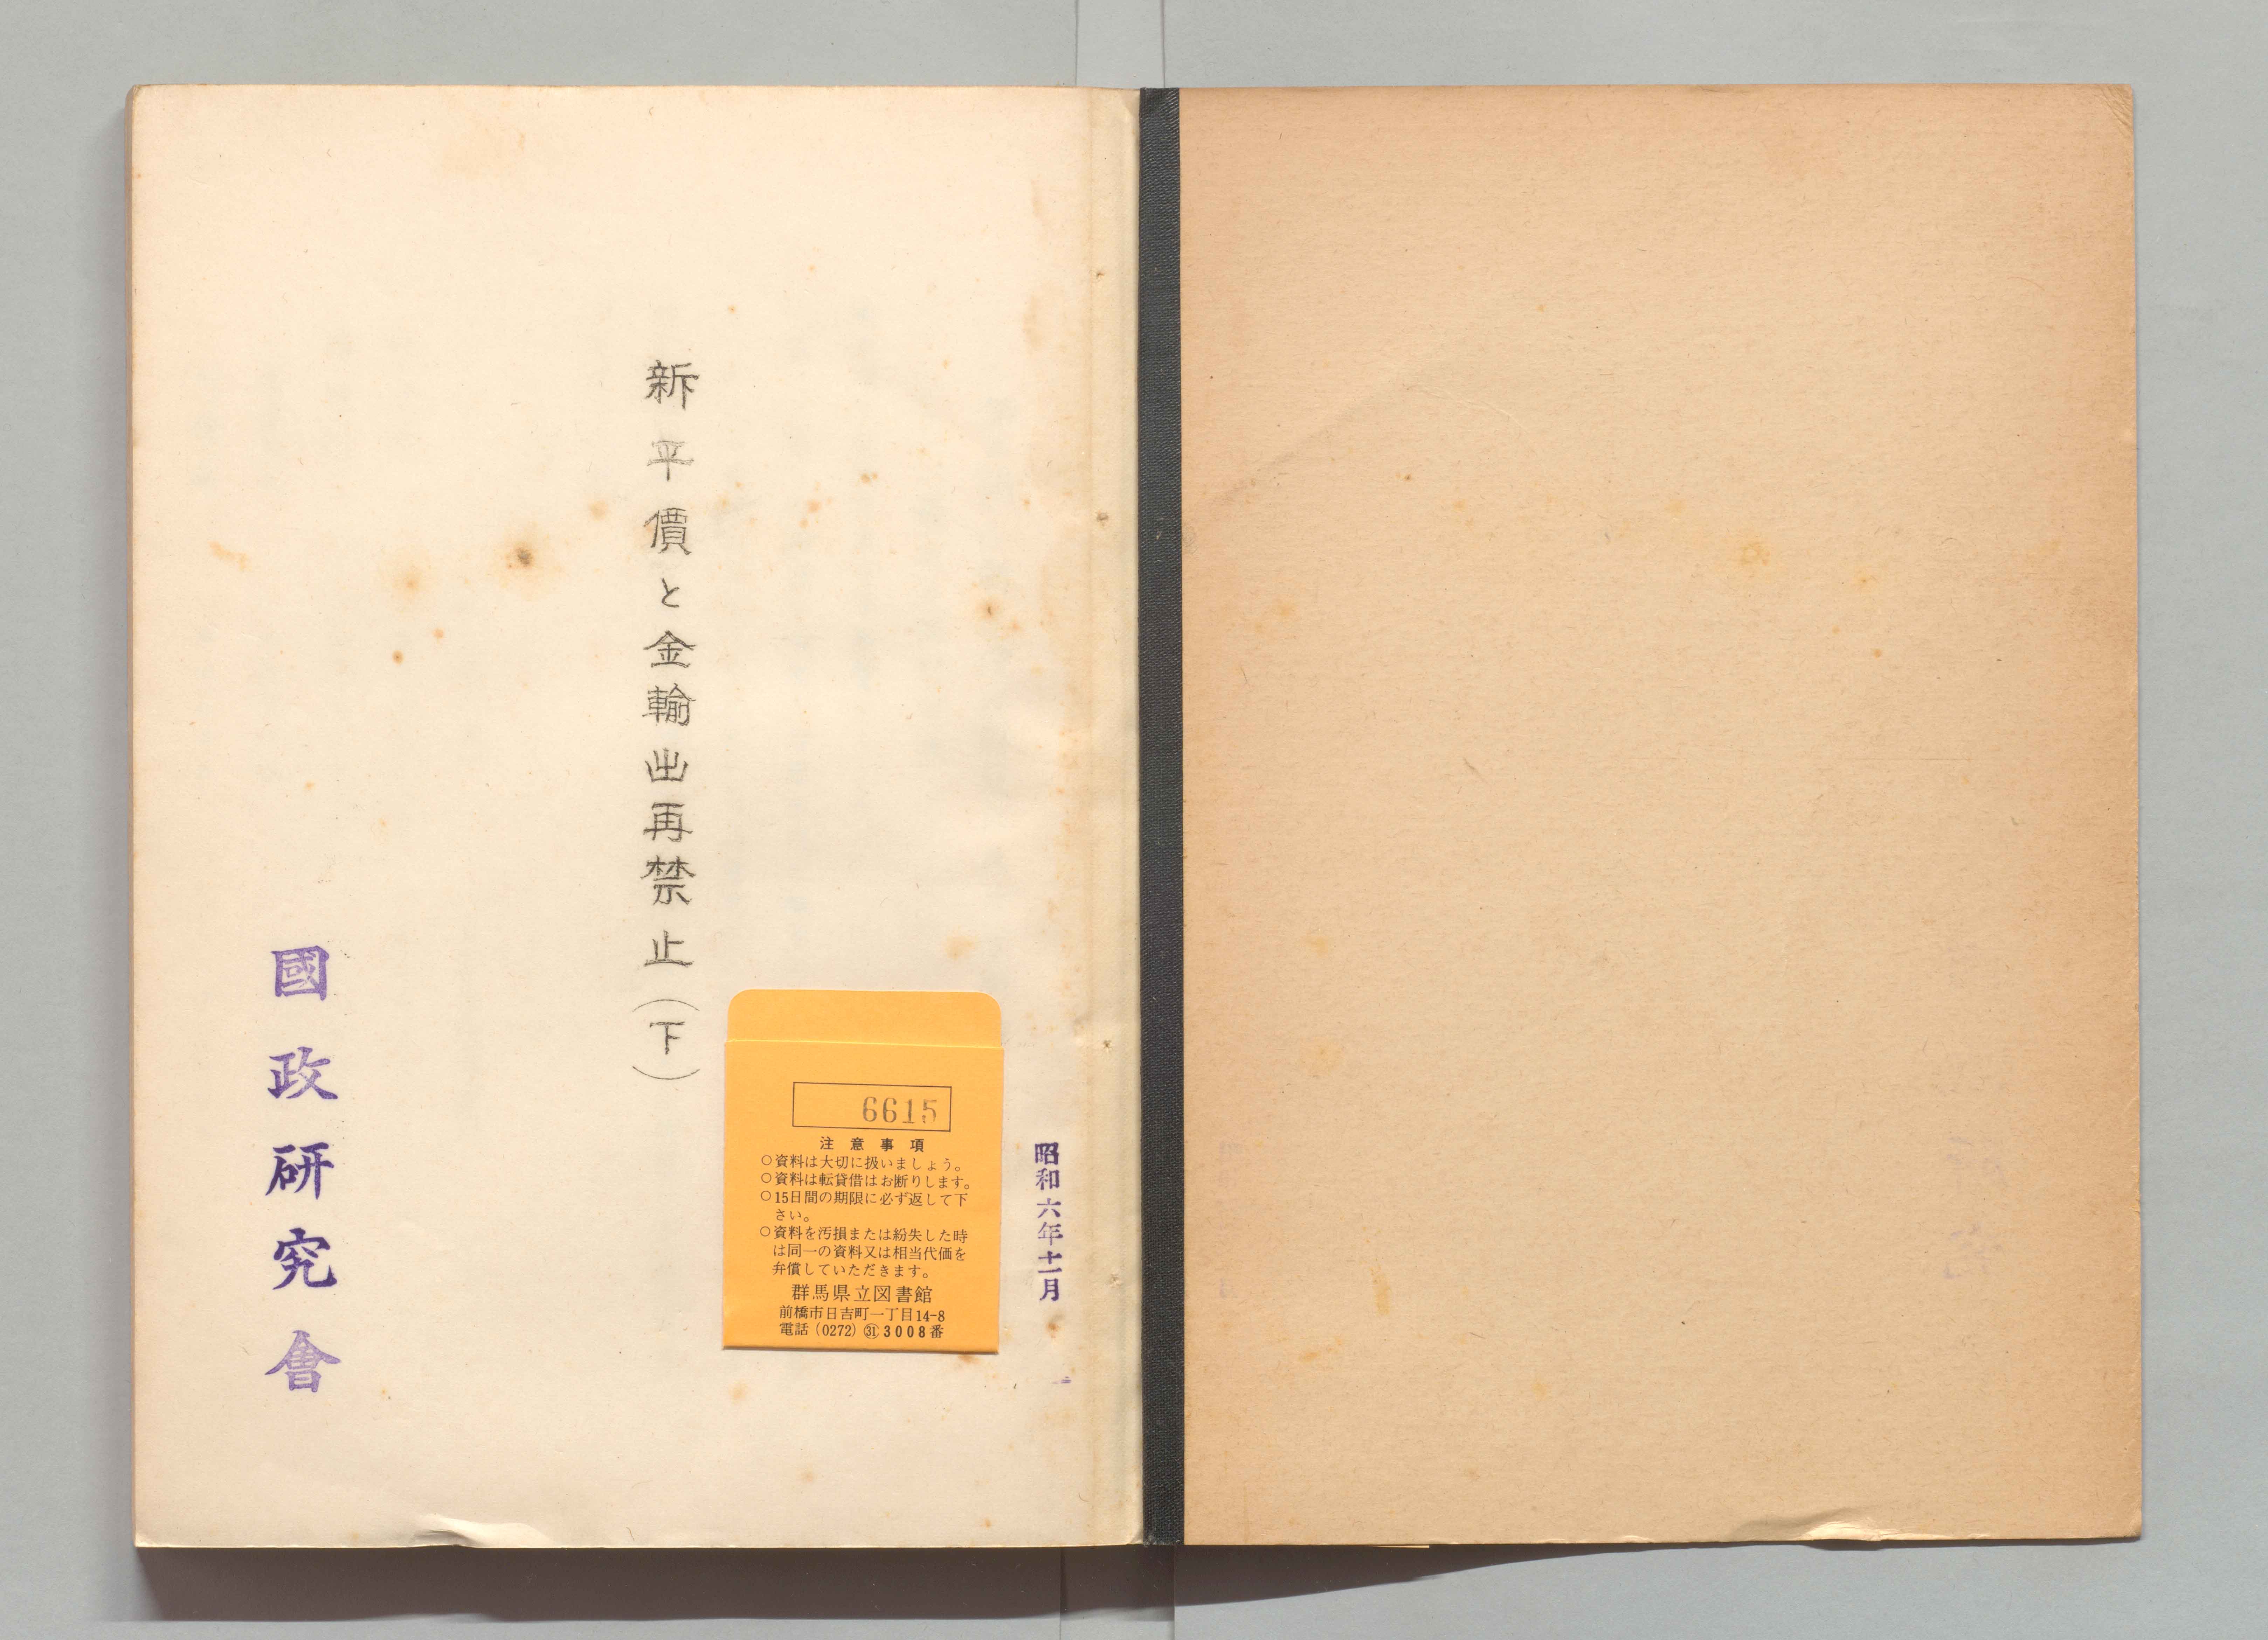 昭和六年十一月
新平價と金輸出再禁止(下)
國政研究會
6615
注意事項
○資料は大切に扱いましょう。
○資料は転貸借はお断りします。
○15日間の期限に必ず返して下
さい。
○資料を汚損または紛失した時
は同一の資料又は相当代価を
弁償していただきます。
群馬県立図書館
前橋市日吉町一丁目14-8
電話(0272)㉛3008番